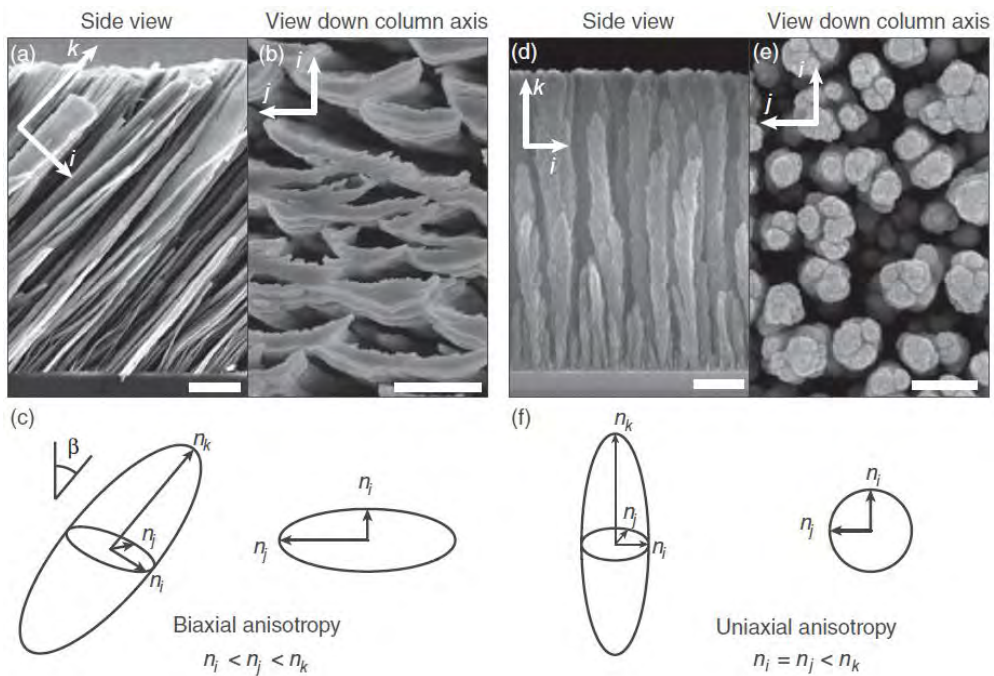 Side view
View down column axis
Side view
View down column axis
(a)
k
i
(b)
i
j
(d)
k
i
(e)
i
j
(c)
β
n_k
n_j
n_i
n_i
n_j
Biaxial anisotropy
n_i < n_j < n_k
(f)
n_k
n_j
n_i
n_i
n_j
Uniaxial anisotropy
n_i = n_j < n_k